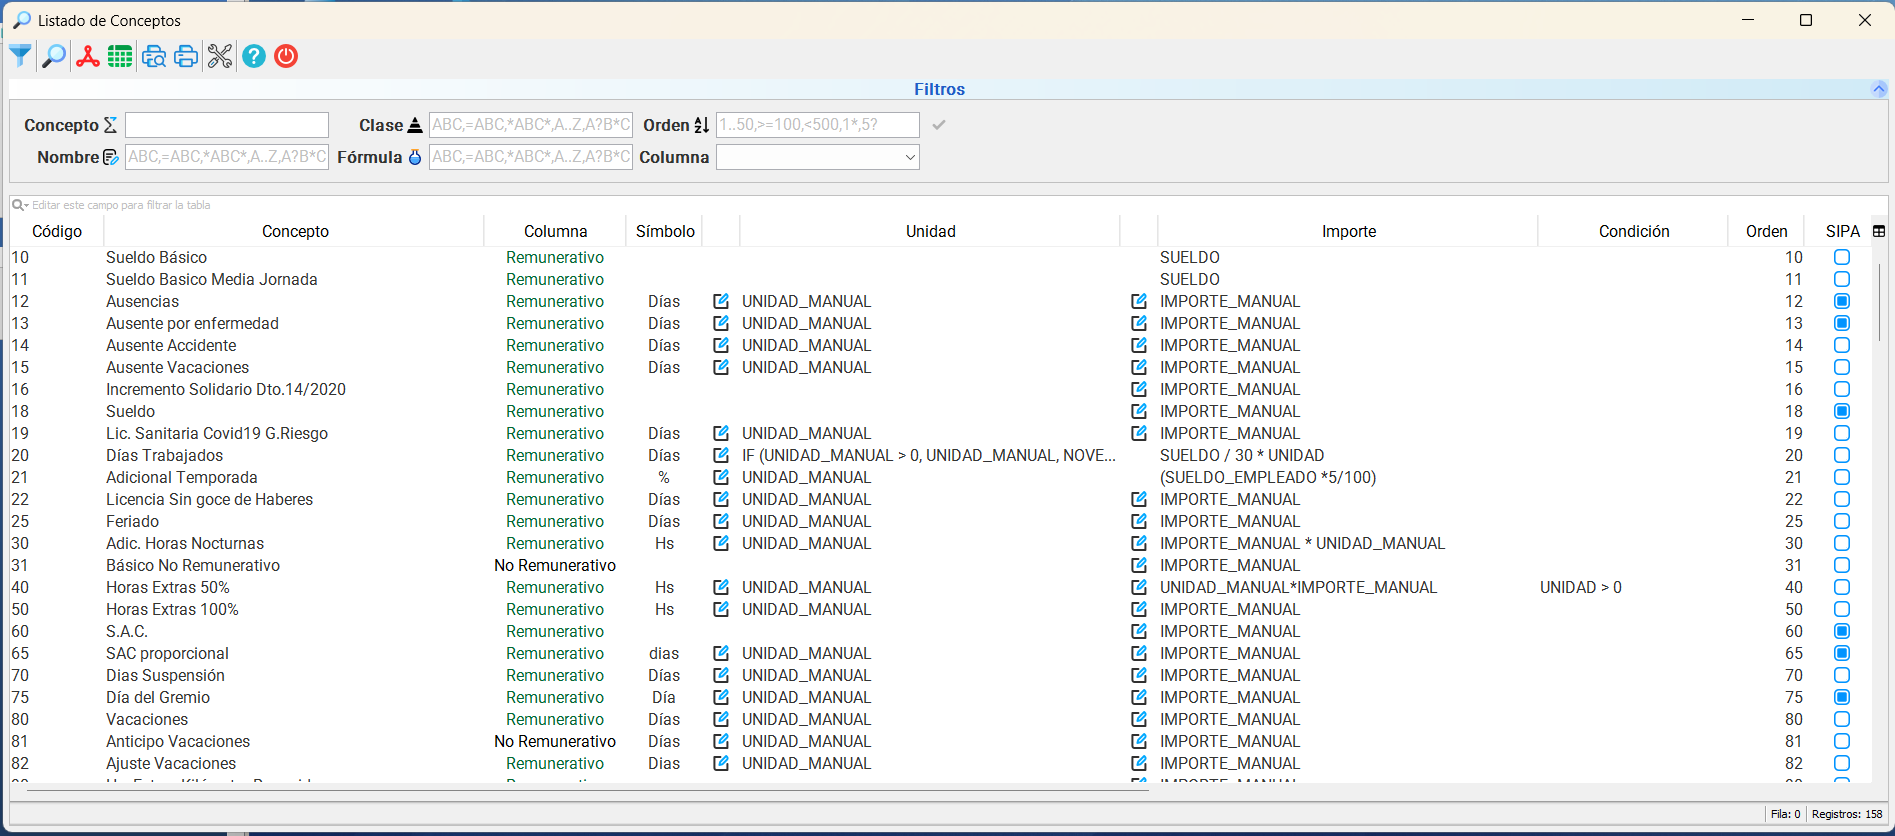 Listado de Conceptos
Filtros
Concepto Clase ABC,=ABC,*ABC*,A..Z,A?B*C Orden 1..50,>=100,<500,1*,5?
Nombre ABC,=ABC,*ABC*,A..Z,A?B*C Fórmula ABC,=ABC,*ABC*,A..Z,A?B*C Columna
Editar este campo para filtrar la tabla
Código Concepto Columna Símbolo Unidad Importe Condición Orden SIPA
10 Sueldo Básico Remunerativo SUELDO 10
11 Sueldo Basico Media Jornada Remunerativo SUELDO 11
12 Ausencias Remunerativo Días UNIDAD_MANUAL IMPORTE_MANUAL 12
13 Ausente por enfermedad Remunerativo Días UNIDAD_MANUAL IMPORTE_MANUAL 13
14 Ausente Accidente Remunerativo Días UNIDAD_MANUAL IMPORTE_MANUAL 14
15 Ausente Vacaciones Remunerativo Días UNIDAD_MANUAL IMPORTE_MANUAL 15
16 Incremento Solidario Dto.14/2020 Remunerativo IMPORTE_MANUAL 16
18 Sueldo Remunerativo IMPORTE_MANUAL 18
19 Lic. Sanitaria Covid19 G.Riesgo Remunerativo Días UNIDAD_MANUAL IMPORTE_MANUAL 19
20 Días Trabajados Remunerativo Días IF (UNIDAD_MANUAL > 0, UNIDAD_MANUAL, NOVE... SUELDO / 30 * UNIDAD 20
21 Adicional Temporada Remunerativo % UNIDAD_MANUAL (SUELDO_EMPLEADO *5/100) 21
22 Licencia Sin goce de Haberes Remunerativo Días UNIDAD_MANUAL IMPORTE_MANUAL 22
25 Feriado Remunerativo Días UNIDAD_MANUAL IMPORTE_MANUAL 25
30 Adic. Horas Nocturnas Remunerativo Hs UNIDAD_MANUAL IMPORTE_MANUAL * UNIDAD_MANUAL 30
31 Básico No Remunerativo No Remunerativo IMPORTE_MANUAL 31
40 Horas Extras 50% Remunerativo Hs UNIDAD_MANUAL UNIDAD_MANUAL*IMPORTE_MANUAL UNIDAD > 0 40
50 Horas Extras 100% Remunerativo Hs UNIDAD_MANUAL IMPORTE_MANUAL 50
60 S.A.C. Remunerativo IMPORTE_MANUAL 60
65 SAC proporcional Remunerativo dias UNIDAD_MANUAL IMPORTE_MANUAL 65
70 Dias Suspensión Remunerativo Días UNIDAD_MANUAL IMPORTE_MANUAL 70
75 Día del Gremio Remunerativo Día UNIDAD_MANUAL IMPORTE_MANUAL 75
80 Vacaciones Remunerativo Días UNIDAD_MANUAL IMPORTE_MANUAL 80
81 Anticipo Vacaciones No Remunerativo Días UNIDAD_MANUAL IMPORTE_MANUAL 81
82 Ajuste Vacaciones Remunerativo Dias UNIDAD_MANUAL IMPORTE_MANUAL 82
Fila: 0 Registros: 158